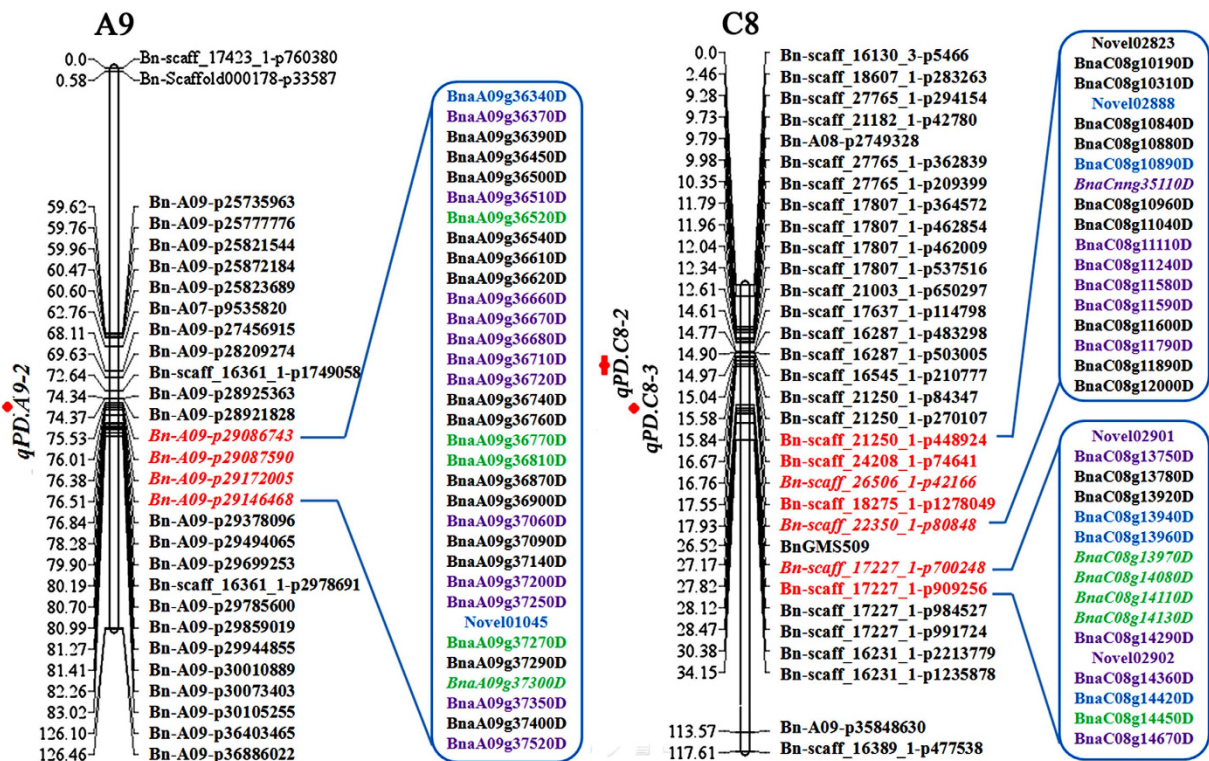 A9
0.0 Bn-scaff_17423_1-p760380
0.58 Bn-Scaffold000178-p33587
59.62 Bn-A09-p25735963
59.76 Bn-A09-p25777776
59.96 Bn-A09-p25821544
60.47 Bn-A09-p25872184
60.60 Bn-A09-p25823689
62.76 Bn-A07-p9535820
68.11 Bn-A09-p27456915
69.63 Bn-A09-p28209274
72.64 Bn-scaff_16361_1-p1749058
74.34 Bn-A09-p28925363
74.37 Bn-A09-p28921828
75.53 Bn-A09-p29086743
76.01 Bn-A09-p29087590
76.38 Bn-A09-p29172005
76.51 Bn-A09-p29146468
76.84 Bn-A09-p29378096
78.28 Bn-A09-p29494065
79.90 Bn-A09-p29699253
80.19 Bn-scaff_16361_1-p2978691
80.70 Bn-A09-p29785600
80.99 Bn-A09-p29859019
81.27 Bn-A09-p29944855
81.41 Bn-A09-p30010889
82.26 Bn-A09-p30073403
83.02 Bn-A09-p30105255
126.10 Bn-A09-p36403465
126.46 Bn-A09-p36886022
qPD.A9-2
BnaA09g36340D
BnaA09g36370D
BnaA09g36390D
BnaA09g36450D
BnaA09g36500D
BnaA09g36510D
BnaA09g36520D
BnaA09g36540D
BnaA09g36610D
BnaA09g36620D
BnaA09g36660D
BnaA09g36670D
BnaA09g36680D
BnaA09g36710D
BnaA09g36720D
BnaA09g36740D
BnaA09g36760D
BnaA09g36770D
BnaA09g36810D
BnaA09g36870D
BnaA09g36900D
BnaA09g37060D
BnaA09g37090D
BnaA09g37140D
BnaA09g37200D
BnaA09g37250D
Novel01045
BnaA09g37270D
BnaA09g37290D
BnaA09g37300D
BnaA09g37350D
BnaA09g37400D
BnaA09g37520D
C8
0.0 Bn-scaff_16130_3-p5466
2.46 Bn-scaff_18607_1-p283263
9.28 Bn-scaff_27765_1-p294154
9.73 Bn-scaff_21182_1-p42780
9.79 Bn-A08-p2749328
9.98 Bn-scaff_27765_1-p362839
10.35 Bn-scaff_27765_1-p209399
11.79 Bn-scaff_17807_1-p364572
11.96 Bn-scaff_17807_1-p462854
12.04 Bn-scaff_17807_1-p462009
12.34 Bn-scaff_17807_1-p537516
12.61 Bn-scaff_21003_1-p650297
14.61 Bn-scaff_17637_1-p114798
14.77 Bn-scaff_16287_1-p483298
14.90 Bn-scaff_16287_1-p503005
14.97 Bn-scaff_16545_1-p210777
15.04 Bn-scaff_21250_1-p84347
15.58 Bn-scaff_21250_1-p270107
15.84 Bn-scaff_21250_1-p448924
16.67 Bn-scaff_24208_1-p74641
16.76 Bn-scaff_26506_1-p42166
17.55 Bn-scaff_18275_1-p1278049
17.93 Bn-scaff_22350_1-p80848
26.52 BnGMS509
27.17 Bn-scaff_17227_1-p700248
27.82 Bn-scaff_17227_1-p909256
28.12 Bn-scaff_17227_1-p984527
28.47 Bn-scaff_17227_1-p991724
30.38 Bn-scaff_16231_1-p2213779
34.15 Bn-scaff_16231_1-p1235878
113.57 Bn-A09-p35848630
117.61 Bn-scaff_16389_1-p477538
qPD.C8-2
qPD.C8-3
Novel02823
BnaC08g10190D
BnaC08g10310D
Novel02888
BnaC08g10840D
BnaC08g10880D
BnaC08g10890D
BnaCnng35110D
BnaC08g10960D
BnaC08g11040D
BnaC08g11110D
BnaC08g11240D
BnaC08g11580D
BnaC08g11590D
BnaC08g11600D
BnaC08g11790D
BnaC08g11890D
BnaC08g12000D
Novel02901
BnaC08g13750D
BnaC08g13780D
BnaC08g13920D
BnaC08g13940D
BnaC08g13960D
BnaC08g13970D
BnaC08g14080D
BnaC08g14110D
BnaC08g14130D
BnaC08g14290D
Novel02902
BnaC08g14360D
BnaC08g14420D
BnaC08g14450D
BnaC08g14670D